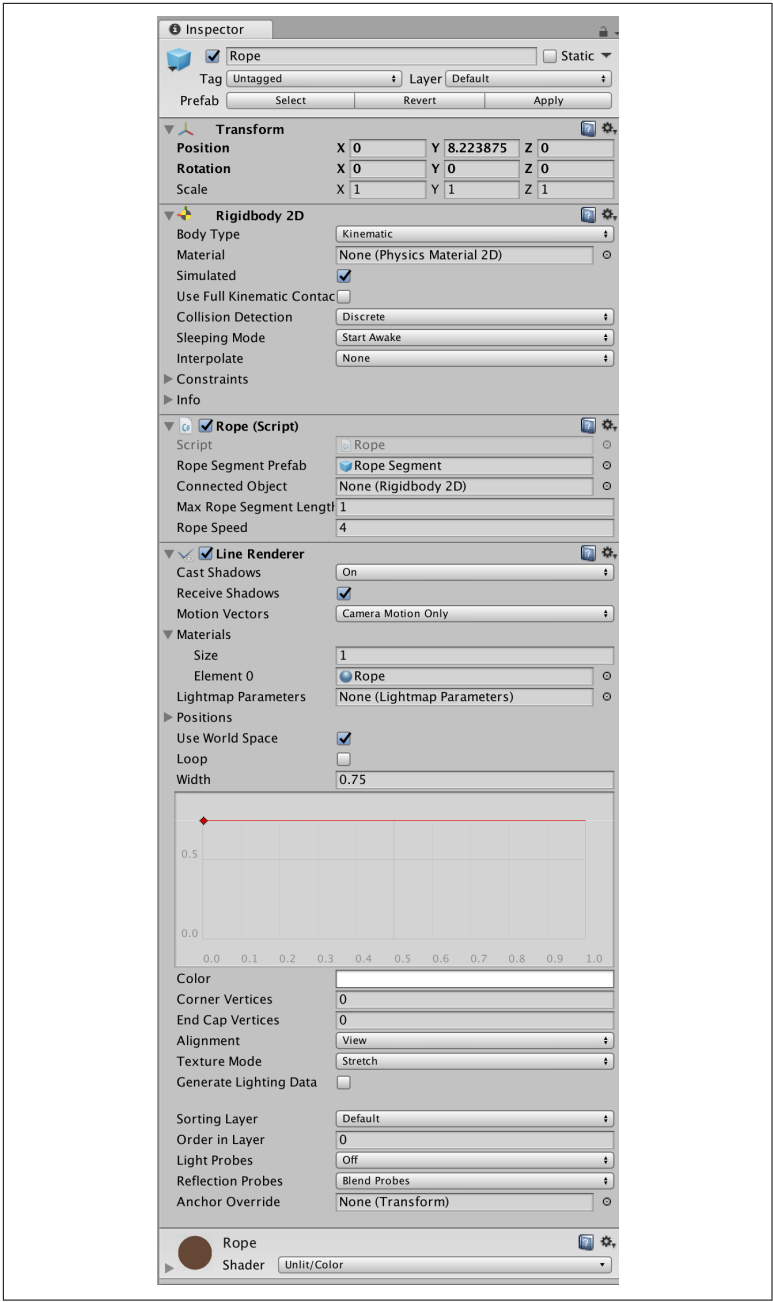 Inspector
Rope Static
Tag Untagged Layer Default
Prefab Select Revert Apply
Transform
Position X 0 Y 8.223875 Z 0
Rotation X 0 Y 0 Z 0
Scale X 1 Y 1 Z 1
Rigidbody 2D
Body Type Kinematic
Material None (Physics Material 2D)
Simulated
Use Full Kinematic Contac
Collision Detection Discrete
Sleeping Mode Start Awake
Interpolate None
Constraints
Info
Rope (Script)
Script Rope
Rope Segment Prefab Rope Segment
Connected Object None (Rigidbody 2D)
Max Rope Segment Length 1
Rope Speed 4
Line Renderer
Cast Shadows On
Receive Shadows
Motion Vectors Camera Motion Only
Materials
Size 1
Element 0 Rope
Lightmap Parameters None (Lightmap Parameters)
Positions
Use World Space
Loop
Width 0.75
0.5
0.0
0.0 0.1 0.2 0.3 0.4 0.5 0.6 0.7 0.8 0.9 1.0
Color
Corner Vertices 0
End Cap Vertices 0
Alignment View
Texture Mode Stretch
Generate Lighting Data
Sorting Layer Default
Order in Layer 0
Light Probes Off
Reflection Probes Blend Probes
Anchor Override None (Transform)
Rope
Shader Unlit/Color